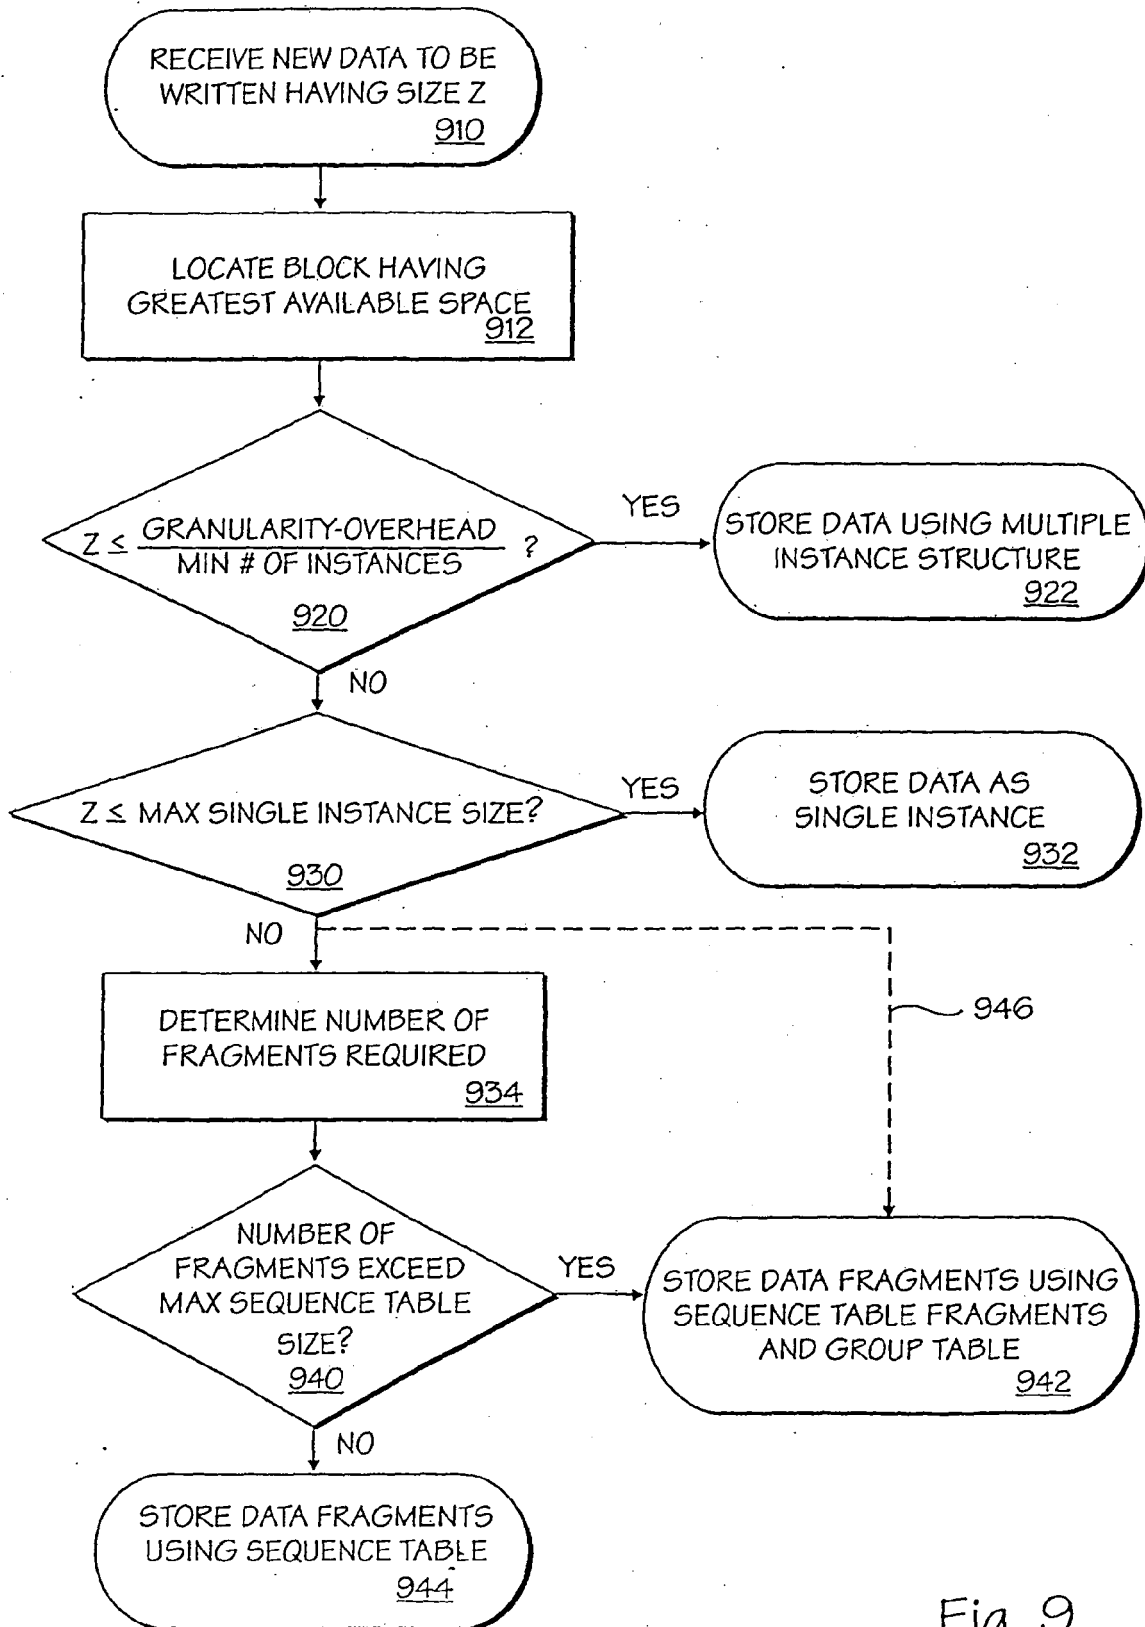 RECEIVE NEW DATA TO BE
WRITTEN HAVING SIZE Z
910
LOCATE BLOCK HAVING
GREATEST AVAILABLE SPACE
912
Z ≤ GRANULARITY-OVERHEAD ?
MIN # OF INSTANCES
920
YES
STORE DATA USING MULTIPLE
INSTANCE STRUCTURE
922
NO
Z ≤ MAX SINGLE INSTANCE SIZE?
930
YES
STORE DATA AS
SINGLE INSTANCE
932
NO
946
DETERMINE NUMBER OF
FRAGMENTS REQUIRED
934
NUMBER OF
FRAGMENTS EXCEED
MAX SEQUENCE TABLE
SIZE?
940
YES
STORE DATA FRAGMENTS USING
SEQUENCE TABLE FRAGMENTS
AND GROUP TABLE
942
NO
STORE DATA FRAGMENTS
USING SEQUENCE TABLE
944
Fig. 9